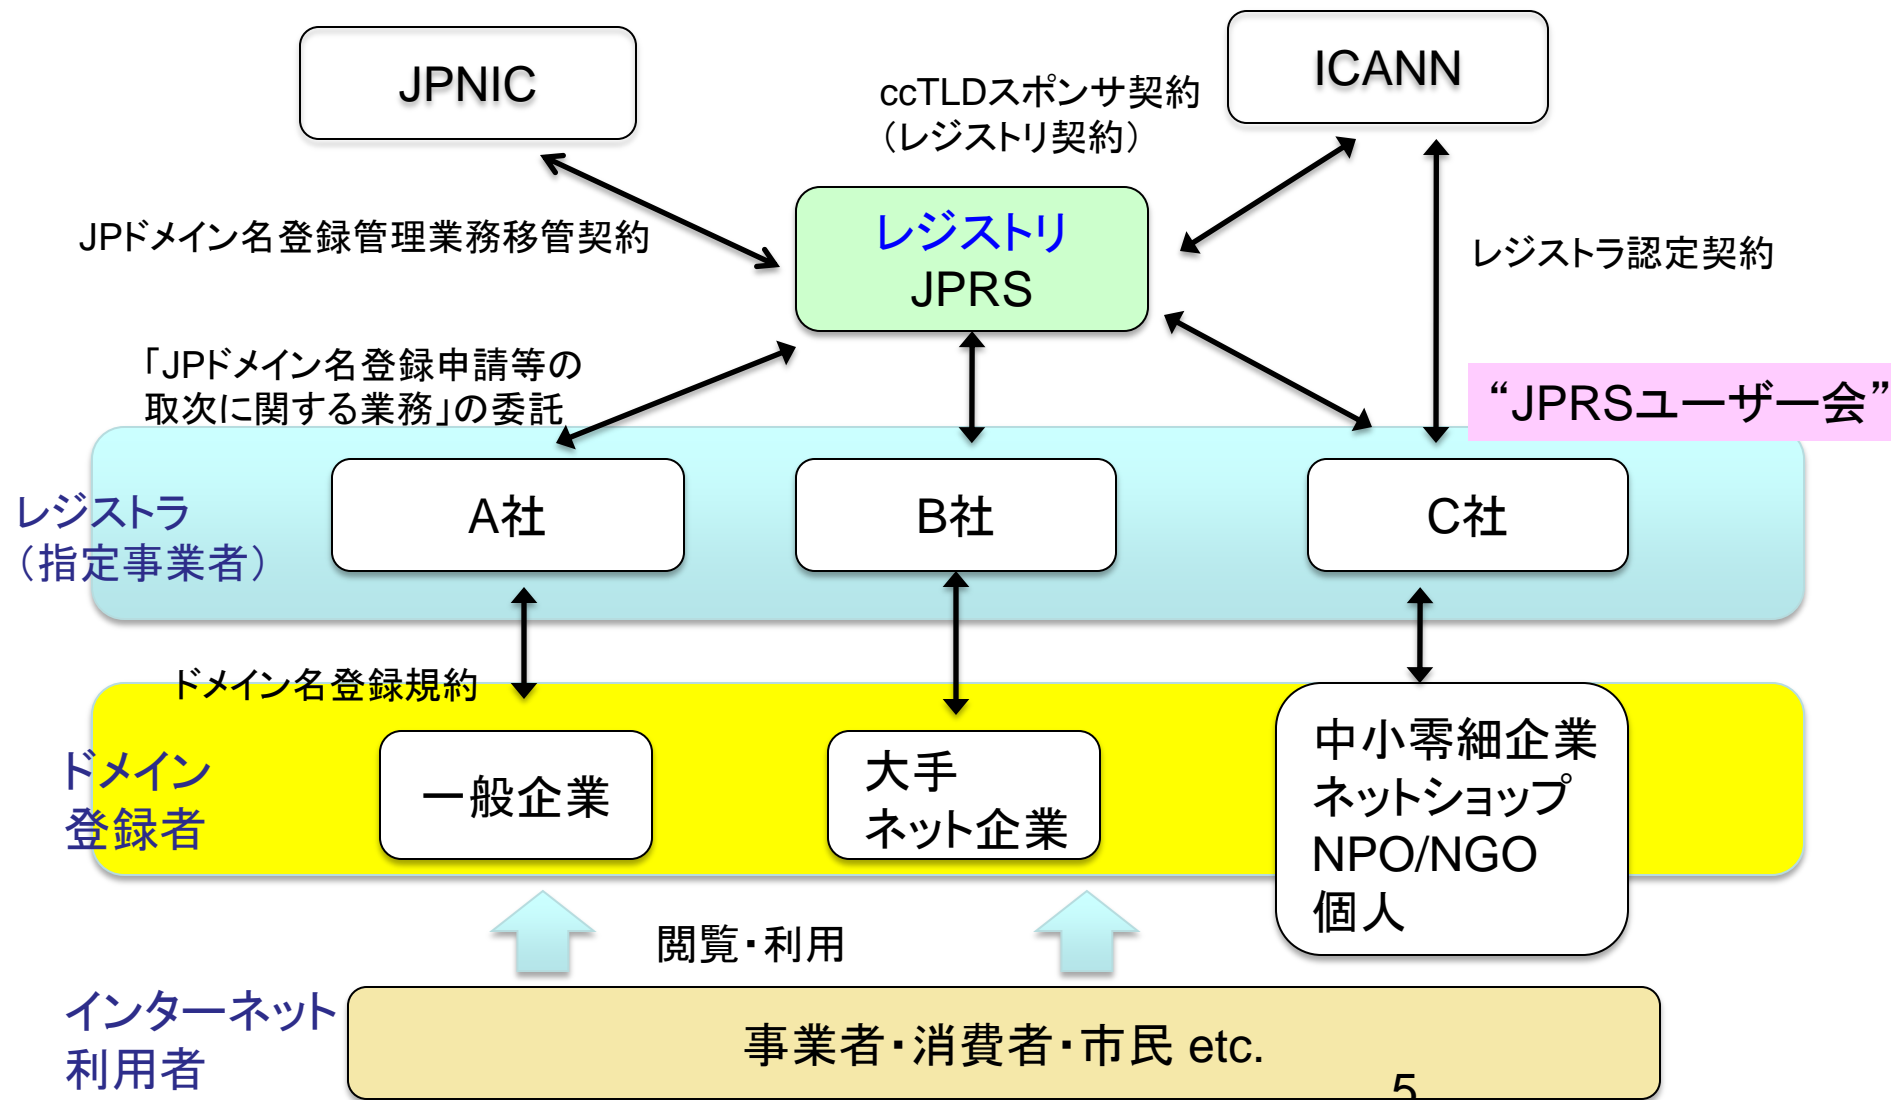 JPNIC
ICANN
ccTLDスポンサ契約
（レジストリ契約）
レジストリ
JPRS
JPドメイン名登録管理業務移管契約
レジストラ認定契約
「JPドメイン名登録申請等の
取次に関する業務」の委託
“JPRSユーザー会”
レジストラ
（指定事業者）
A社
B社
C社
ドメイン名登録規約
ドメイン
登録者
一般企業
大手
ネット企業
中小零細企業
ネットショップ
NPO/NGO
個人
閲覧・利用
インターネット
利用者
事業者・消費者・市民 etc.
5